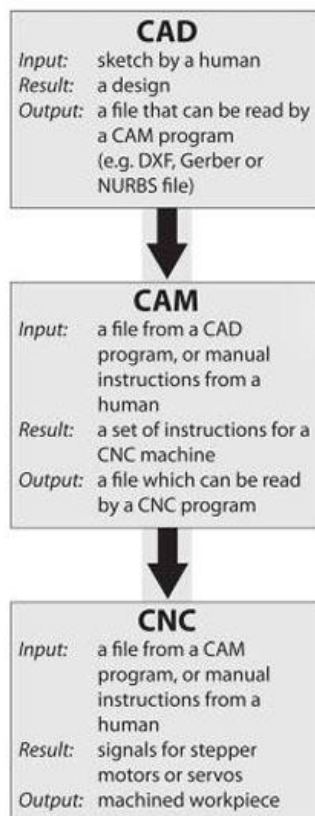 CAD
Input: sketch by a human
Result: a design
Output: a file that can be read by
a CAM program
(e.g. DXF, Gerber or
NURBS file)
CAM
Input: a file from a CAD
program, or manual
instructions from a
human
Result: a set of instructions for a
CNC machine
Output: a file which can be read
by a CNC program
CNC
Input: a file from a CAM
program, or manual
instructions from a
human
Result: signals for stepper
motors or servos
Output: machined workpiece